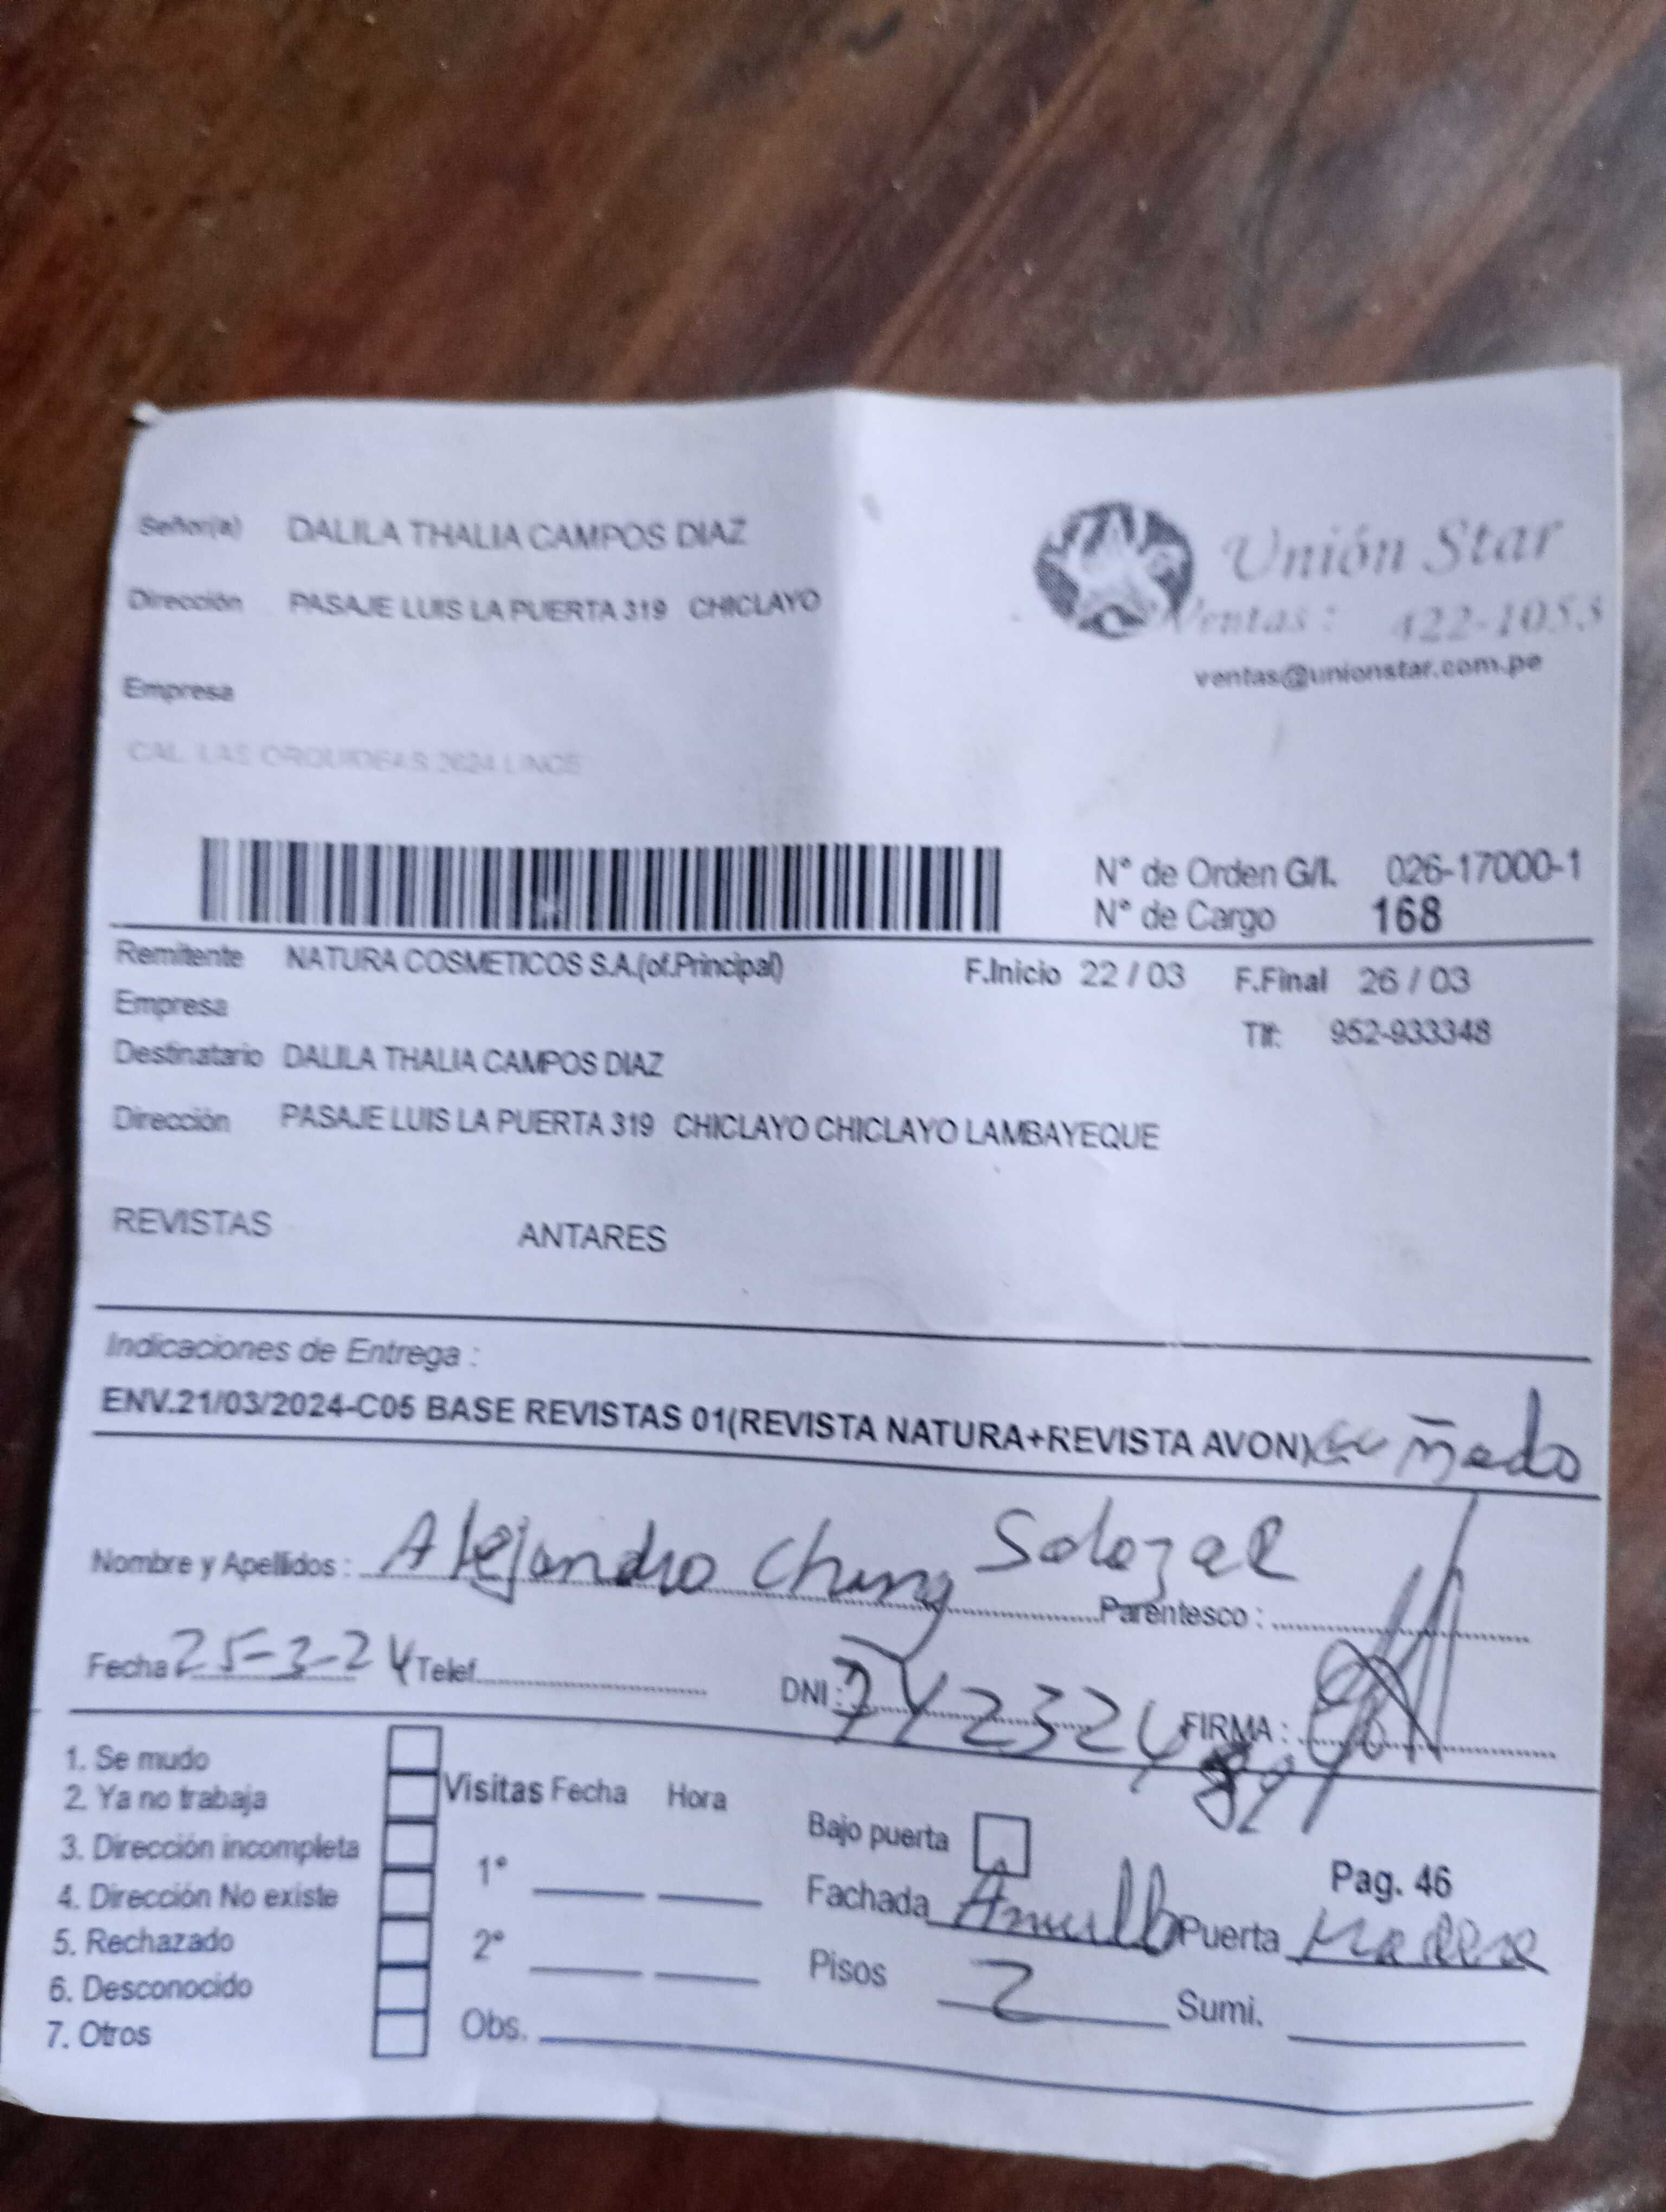 Señor(a) DALILA THALIA CAMPOS DIAZ
Dirección PASAJE LUIS LA PUERTA 319 CHICLAYO
Unión Star
Ventas : 422-1053
ventas@unionstar.com.pe
Empresa
CAL. LAS ORQUIDEAS 2624 LINCE
N° de Orden G/I. 026-17000-1
N° de Cargo 168
Remitente NATURA COSMETICOS S.A.(of.Principal) F.Inicio 22 / 03 F.Final 26 / 03
Empresa
Tlf: 952-933348
Destinatario DALILA THALIA CAMPOS DIAZ
Dirección PASAJE LUIS LA PUERTA 319 CHICLAYO CHICLAYO LAMBAYEQUE
REVISTAS ANTARES
Indicaciones de Entrega :
ENV.21/03/2024-C05 BASE REVISTAS 01(REVISTA NATURA+REVISTA AVON) cuñado
Nombre y Apellidos : Alejandro Chang Salazar Parentesco :
Fecha 25-3-24 Telef. DNI : FIRMA :
1. Se mudo
2. Ya no trabaja
3. Dirección incompleta
4. Dirección No existe
5. Rechazado
6. Desconocido
7. Otros
Visitas Fecha Hora
1°
2°
Obs.
Bajo puerta
Pag. 46
Fachada Puerta Madera
Pisos 2 Sumi.